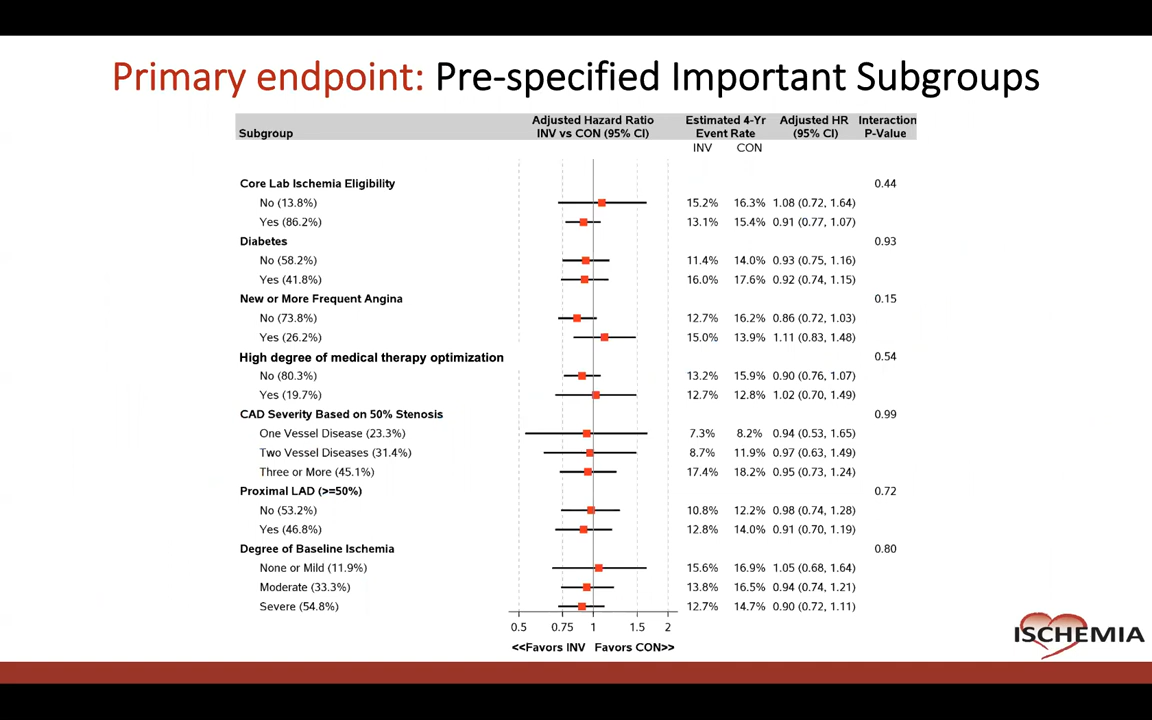 Primary endpoint: Pre-specified Important Subgroups
Subgroup
Adjusted Hazard Ratio
INV vs CON (95% CI)
Estimated 4-Yr
Event Rate
Adjusted HR
(95% CI)
Interaction
P-Value
INV CON
Core Lab Ischemia Eligibility 0.44
No (13.8%) 15.2% 16.3% 1.08 (0.72, 1.64)
Yes (86.2%) 13.1% 15.4% 0.91 (0.77, 1.07)
Diabetes 0.93
No (58.2%) 11.4% 14.0% 0.93 (0.75, 1.16)
Yes (41.8%) 16.0% 17.6% 0.92 (0.74, 1.15)
New or More Frequent Angina 0.15
No (73.8%) 12.7% 16.2% 0.86 (0.72, 1.03)
Yes (26.2%) 15.0% 13.9% 1.11 (0.83, 1.48)
High degree of medical therapy optimization 0.54
No (80.3%) 13.2% 15.9% 0.90 (0.76, 1.07)
Yes (19.7%) 12.7% 12.8% 1.02 (0.70, 1.49)
CAD Severity Based on 50% Stenosis 0.99
One Vessel Disease (23.3%) 7.3% 8.2% 0.94 (0.53, 1.65)
Two Vessel Diseases (31.4%) 8.7% 11.9% 0.97 (0.63, 1.49)
Three or More (45.1%) 17.4% 18.2% 0.95 (0.73, 1.24)
Proximal LAD (>=50%) 0.72
No (53.2%) 10.8% 12.2% 0.98 (0.74, 1.28)
Yes (46.8%) 12.8% 14.0% 0.91 (0.70, 1.19)
Degree of Baseline Ischemia 0.80
None or Mild (11.9%) 15.6% 16.9% 1.05 (0.68, 1.64)
Moderate (33.3%) 13.8% 16.5% 0.94 (0.74, 1.21)
Severe (54.8%) 12.7% 14.7% 0.90 (0.72, 1.11)
0.5 0.75 1 1.5 2
<<Favors INV Favors CON>>
ISCHEMIA